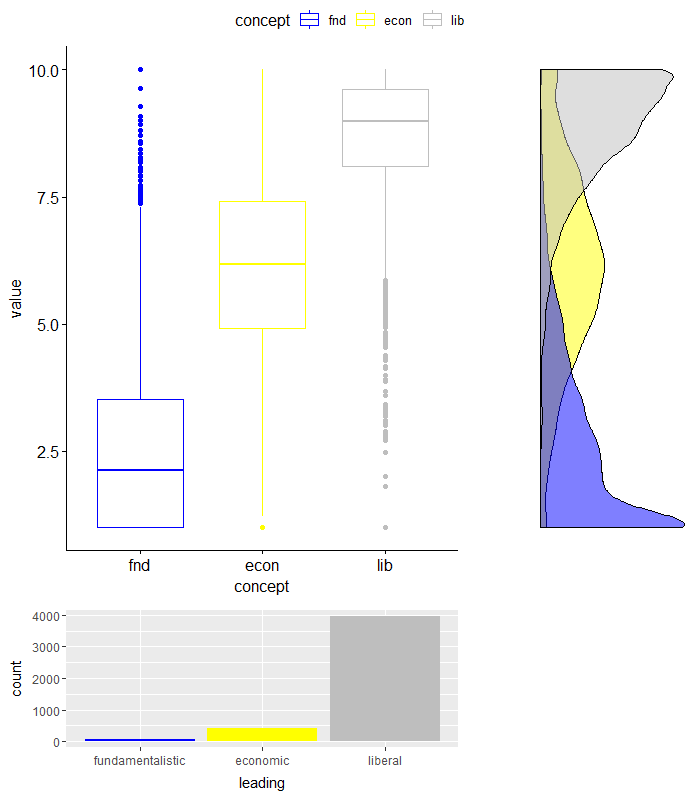 concept fnd econ lib
10.0
7.5
5.0
2.5
value
fnd econ lib
concept
4000
3000
2000
1000
0
count
fundamentalistic economic liberal
leading